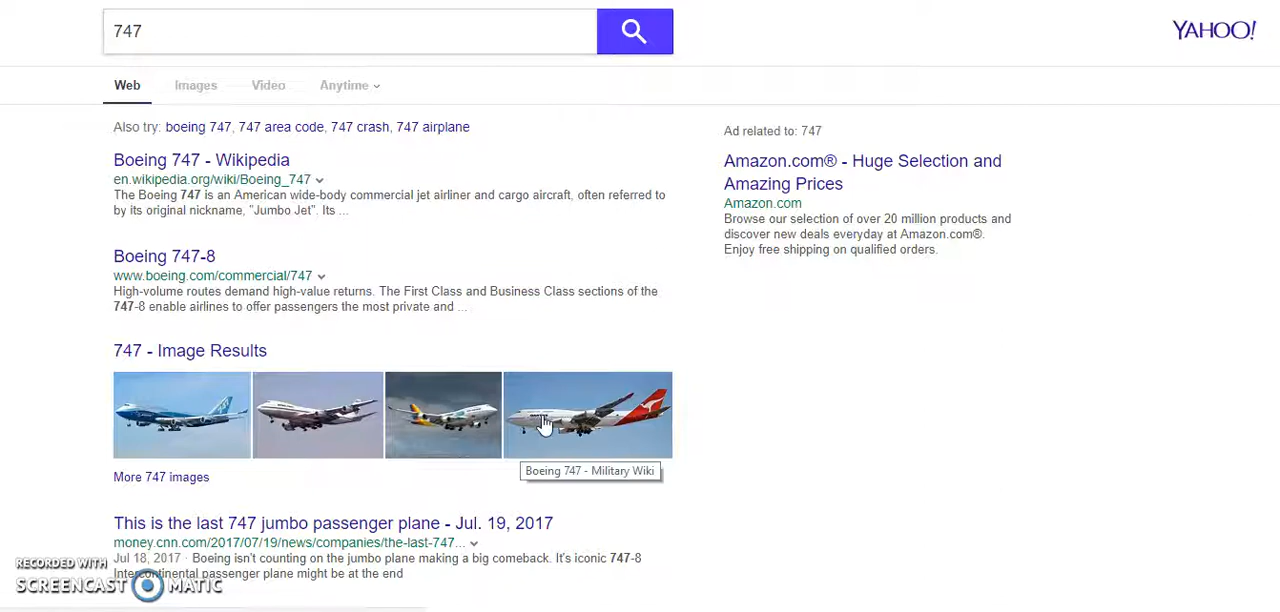 747
YAHOO!
Web Images Video Anytime
Also try: boeing 747, 747 area code, 747 crash, 747 airplane
Boeing 747 - Wikipedia
en.wikipedia.org/wiki/Boeing_747
The Boeing 747 is an American wide-body commercial jet airliner and cargo aircraft, often referred to
by its original nickname, "Jumbo Jet". Its ...
Boeing 747-8
www.boeing.com/commercial/747
High-volume routes demand high-value returns. The First Class and Business Class sections of the
747-8 enable airlines to offer passengers the most private and ...
747 - Image Results
Boeing 747 - Military Wiki
More 747 images
This is the last 747 jumbo passenger plane - Jul. 19, 2017
money.cnn.com/2017/07/19/news/companies/the-last-747...
Jul 18, 2017 · Boeing isn't counting on the jumbo plane making a big comeback. It's iconic 747-8
Intercontinental passenger plane might be at the end
Ad related to: 747
Amazon.com® - Huge Selection and
Amazing Prices
Amazon.com
Browse our selection of over 20 million products and
discover new deals everyday at Amazon.com®.
Enjoy free shipping on qualified orders.
RECORDED WITH
SCREENCAST MATIC